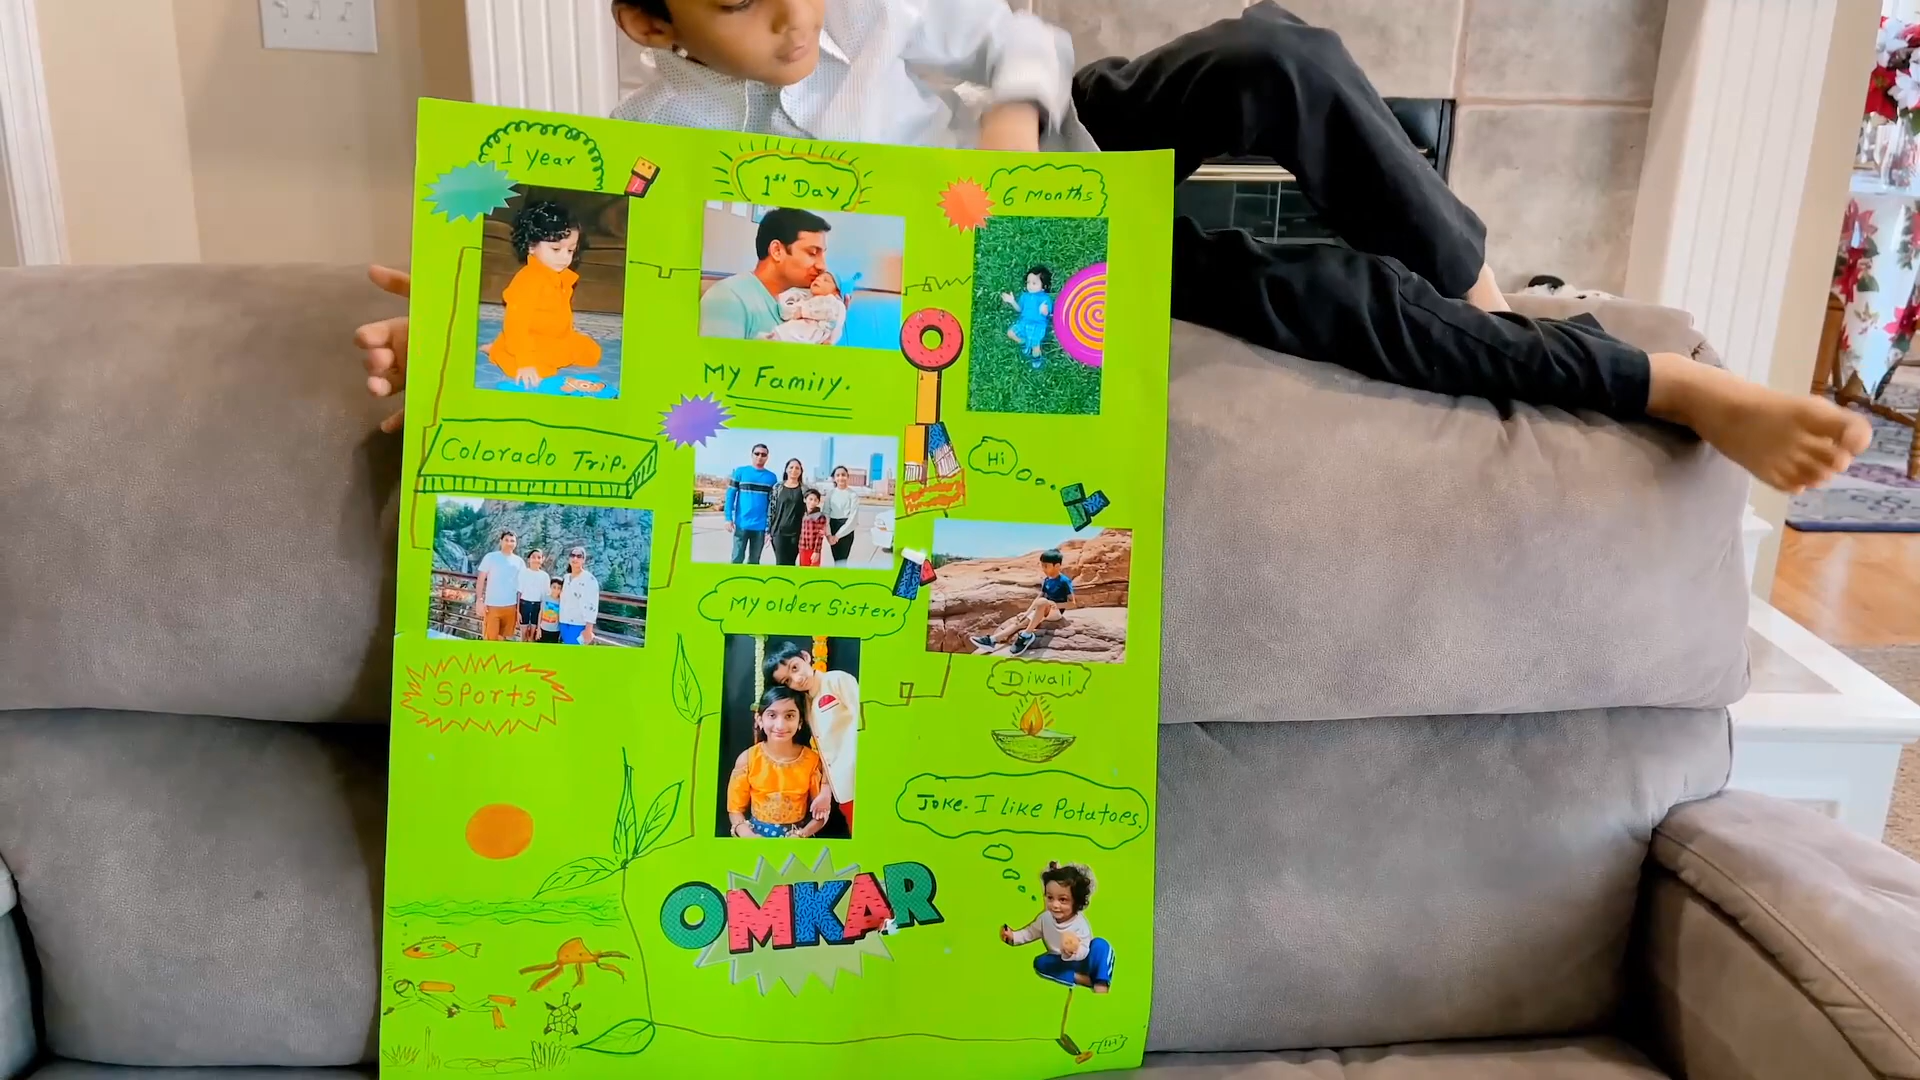 1 Year
1st Day
6 Months
My Family.
Colorado Trip.
Hi
My older Sister.
Sports
Diwali
Joke. I like Potatoes.
OMKAR